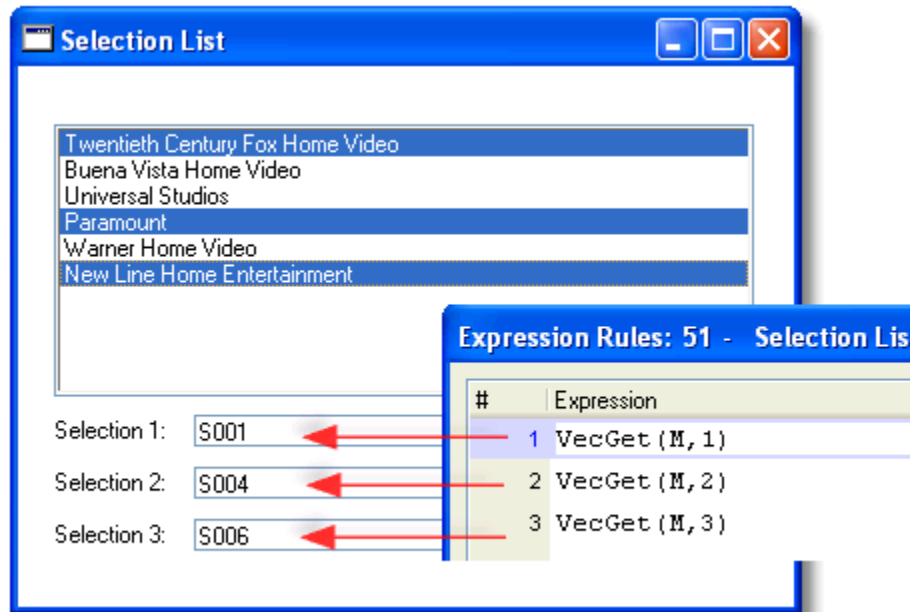 Selection List
Twentieth Century Fox Home Video
Buena Vista Home Video
Universal Studios
Paramount
Warner Home Video
New Line Home Entertainment
Selection 1: S001
Selection 2: S004
Selection 3: S006
Expression Rules: 51 - Selection Lis
# Expression
1 VecGet(M,1)
2 VecGet(M,2)
3 VecGet(M,3)